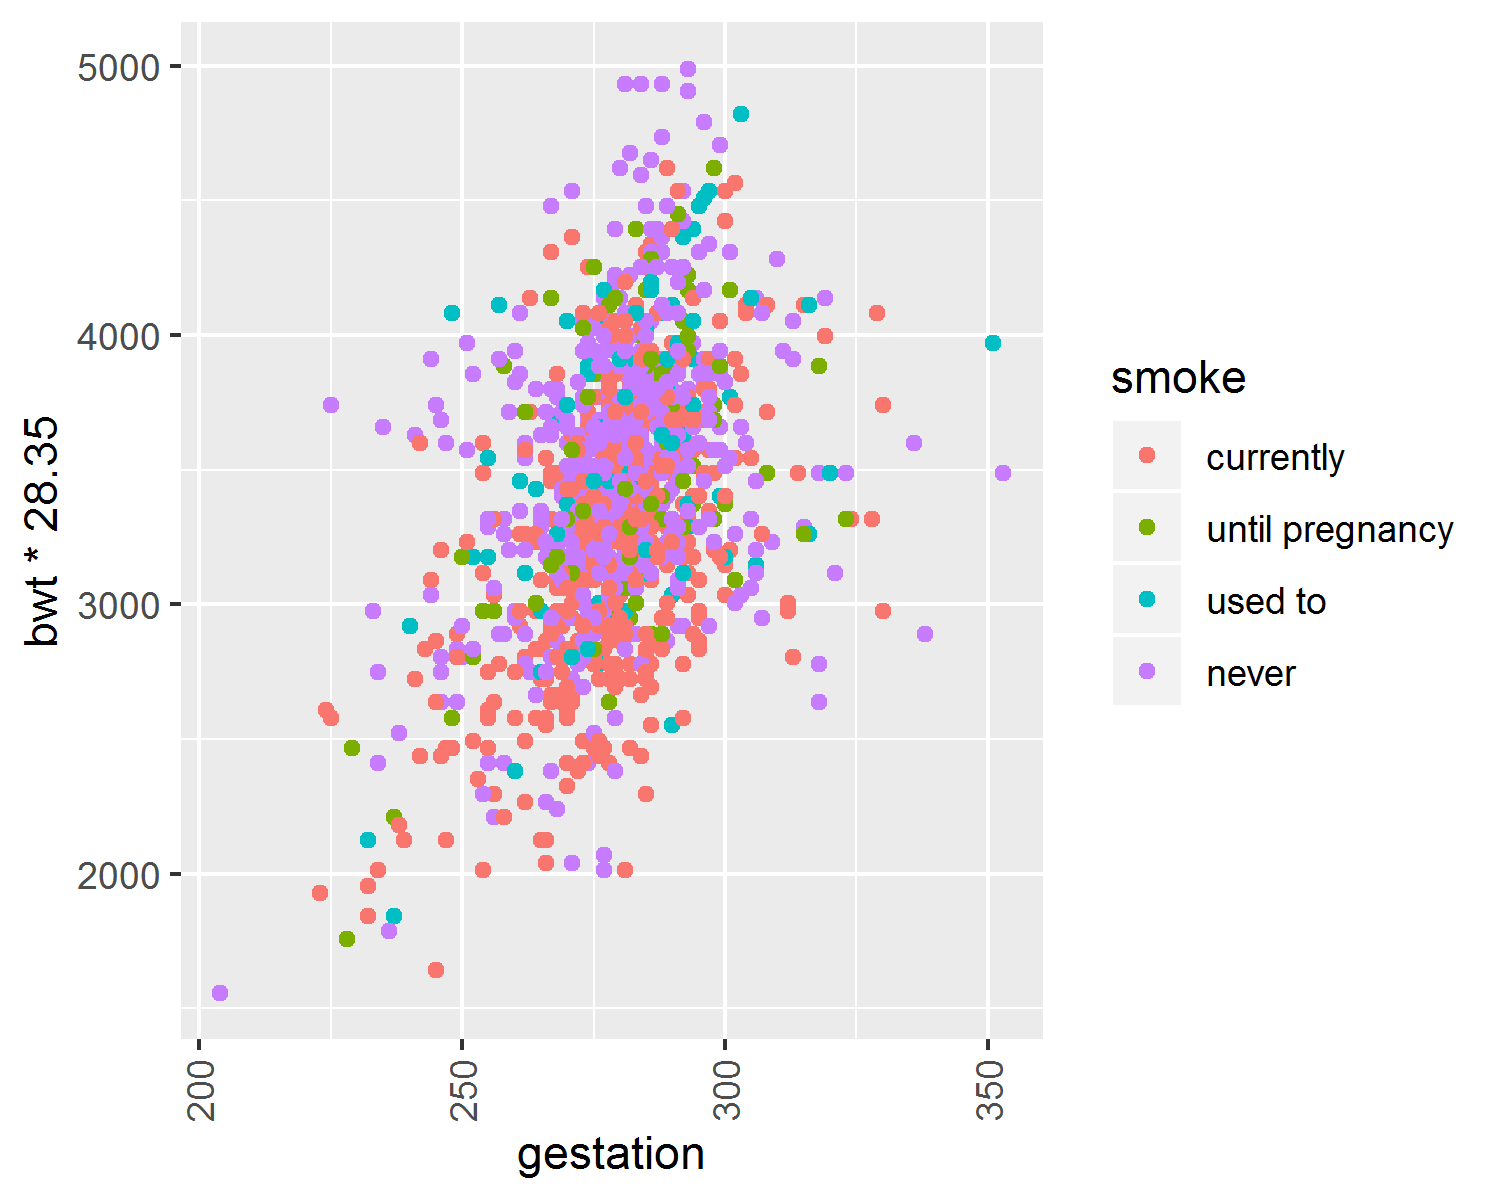 5000
4000
3000
2000
bwt * 28.35
200
250
300
350
gestation
smoke
currently
until pregnancy
used to
never